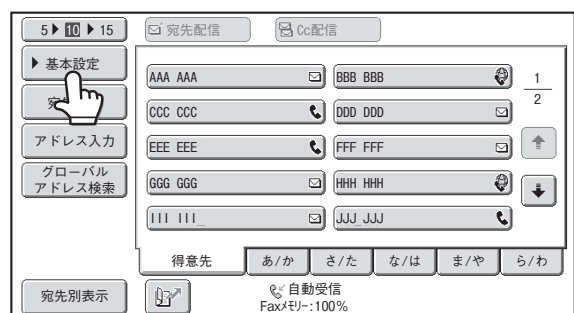 5 10 15
宛先配信
Cc配信
基本設定
AAA AAA
BBB BBB
1
2
宛
CCC CCC
DDD DDD
アドレス入力
EEE EEE
FFF FFF
グローバル
アドレス検索
GGG GGG
HHH HHH
III III_
JJJ_JJJ
得意先
あ/か
さ/た
な/は
ま/や
ら/わ
宛先別表示
自動受信
Faxメモリー:100%